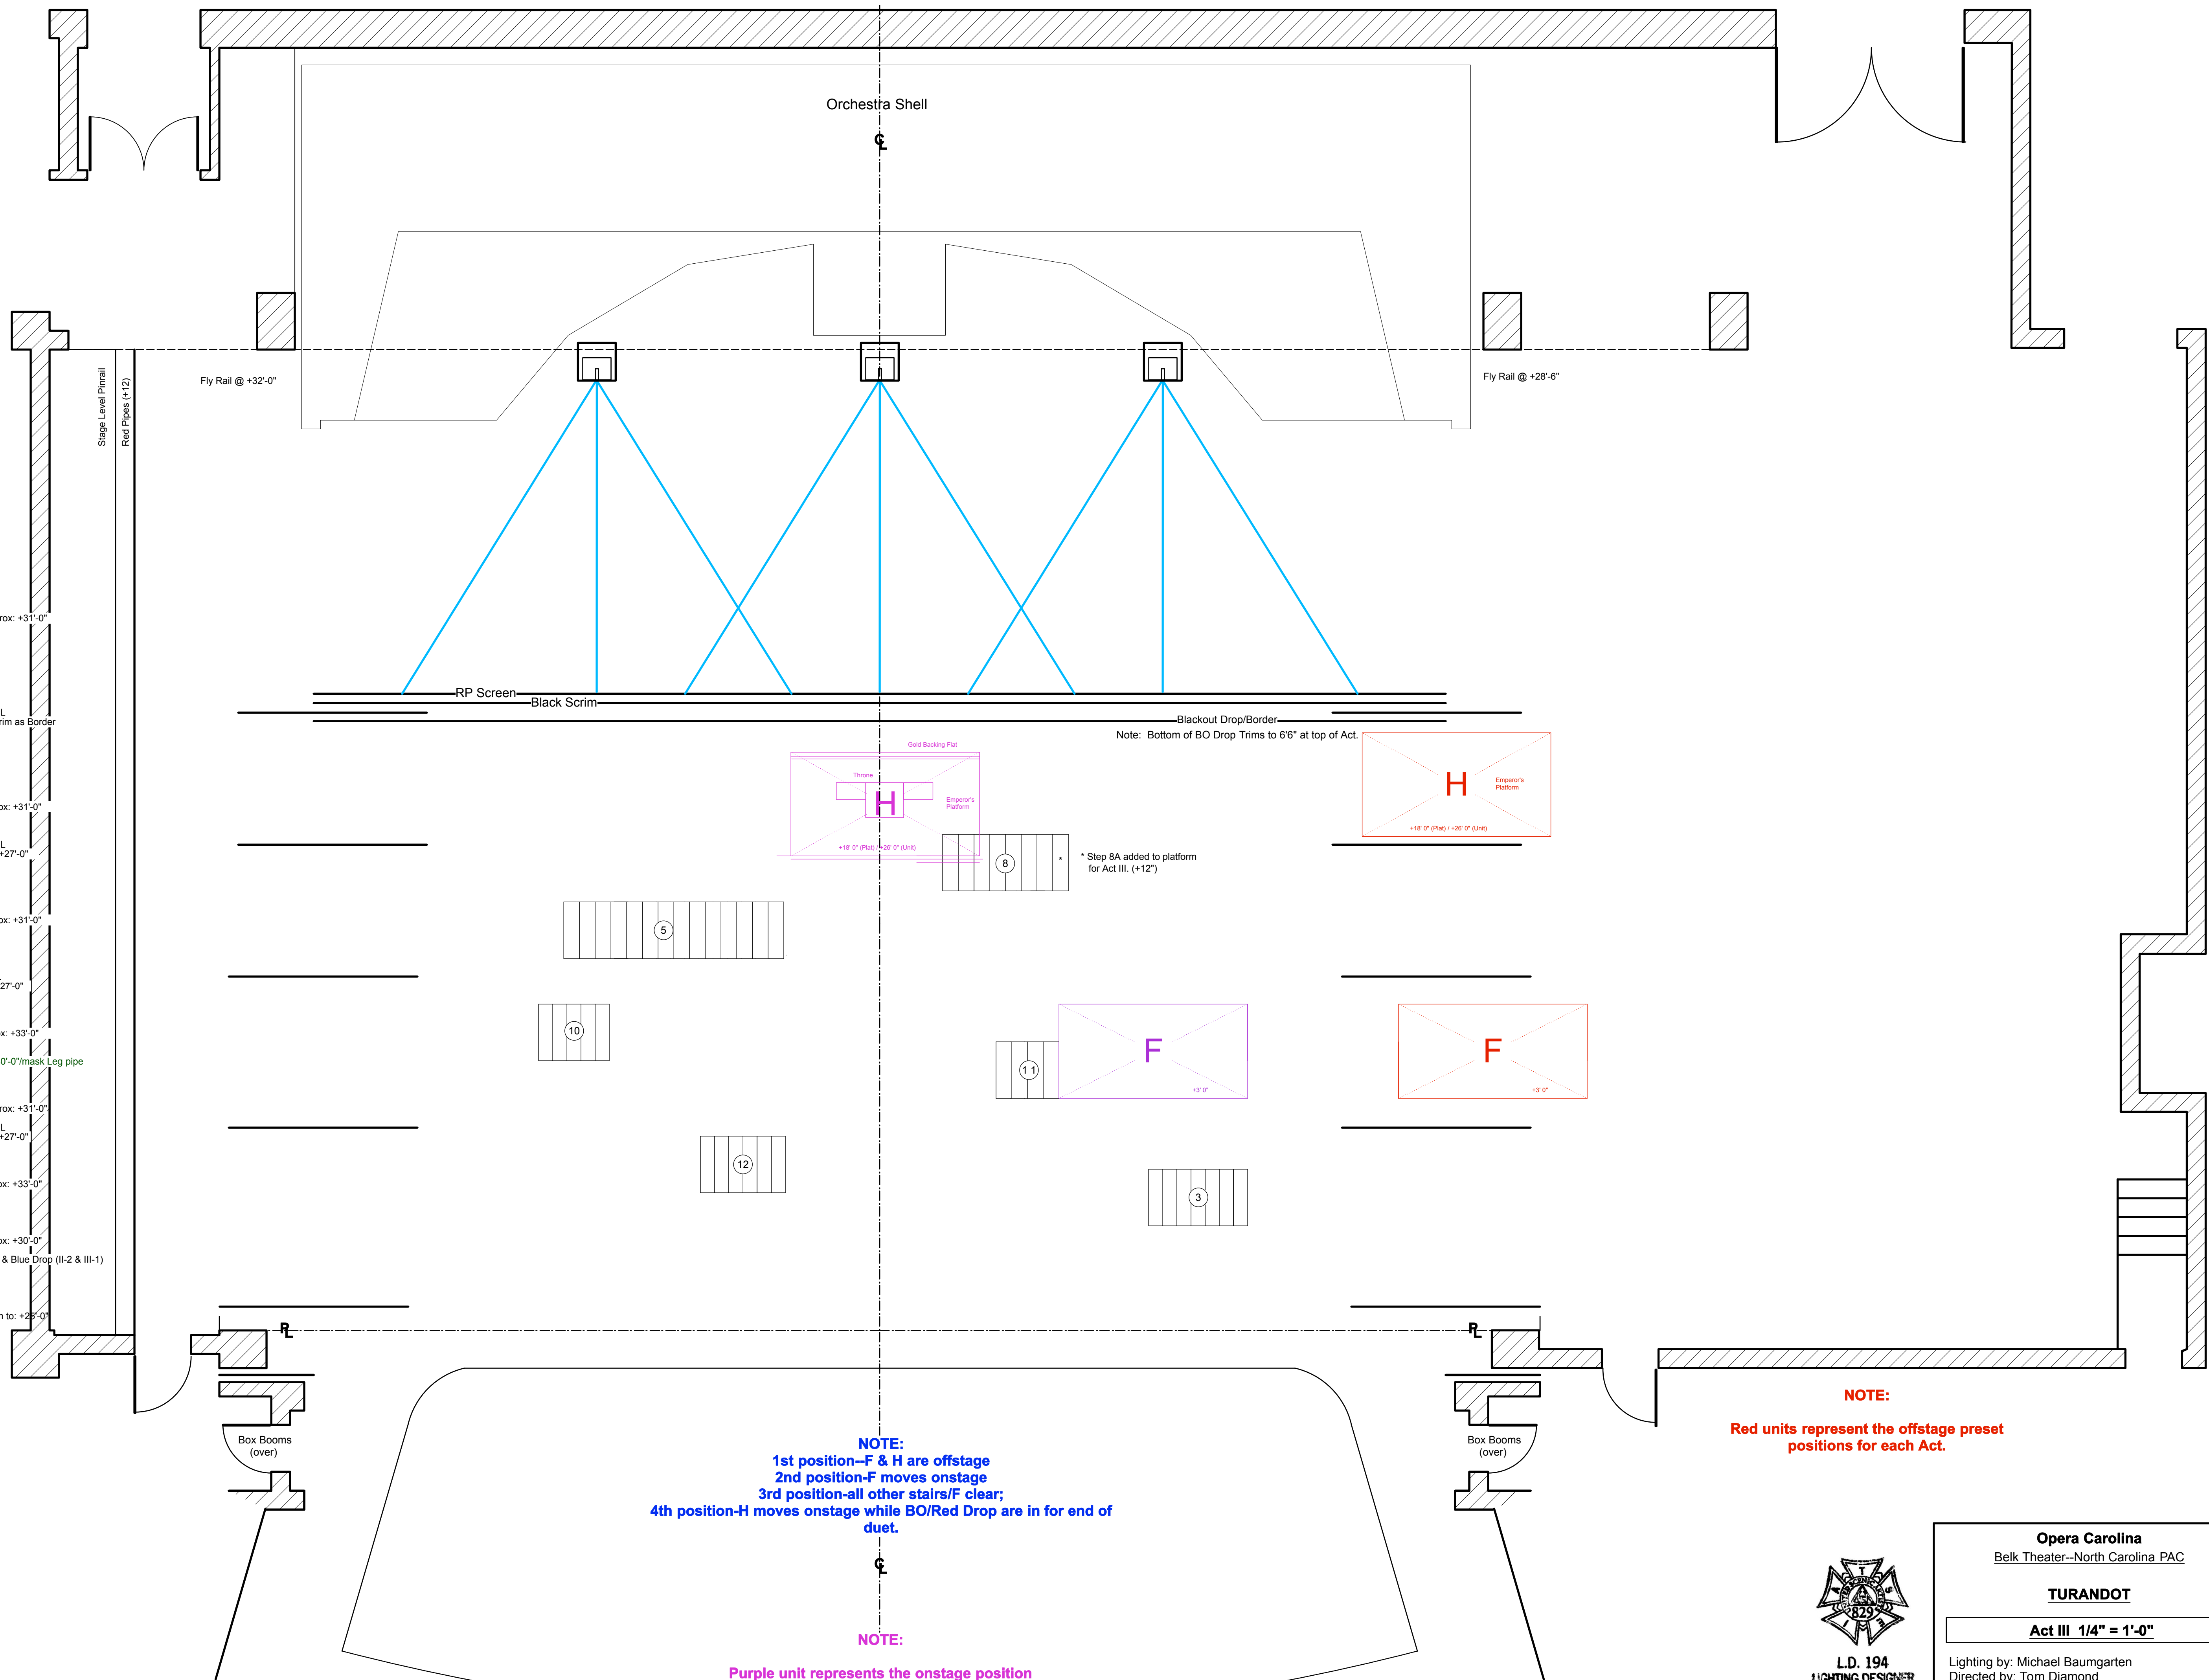 Orchestra Shell
CL
Stage Level Pinrail
Red Pipes (+12)
Fly Rail @ +32'-0"
Fly Rail @ +28'-6"
rox: +31'-0"
RP Screen
Black Scrim
L
rim as Border
Blackout Drop/Border
Note: Bottom of BO Drop Trims to 6'6" at top of Act.
Gold Backing Flat
Throne
H
Emperor's
Platform
+18' 0" (Plat) / +26' 0" (Unit)
H
Emperor's
Platform
+18' 0" (Plat) / +26' 0" (Unit)
ox: +31'-0"
L
+27'-0"
8
*
* Step 8A added to platform
for Act III. (+12")
ox: +31'-0"
5
27'-0"
10
11
F
+3' 0"
F
+3' 0"
ox: +33'-0"
0'-0"/mask Leg pipe
rox: +31'-0"
L
+27'-0"
12
3
ox: +33'-0"
ox: +30'-0"
& Blue Drop (II-2 & III-1)
m to: +26'-0"
PL
PL
Box Booms
(over)
Box Booms
(over)
NOTE:
1st position--F & H are offstage
2nd position-F moves onstage
3rd position-all other stairs/F clear;
4th position-H moves onstage while BO/Red Drop are in for end of
duet.
CL
NOTE:
Purple unit represents the onstage position
NOTE:
Red units represent the offstage preset
positions for each Act.
829
L.D. 194
LIGHTING DESIGNER
Opera Carolina
Belk Theater--North Carolina PAC
TURANDOT
Act III 1/4" = 1'-0"
Lighting by: Michael Baumgarten
Directed by: Tom Diamond